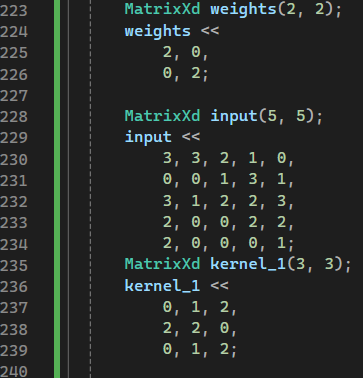 223 MatrixXd weights(2, 2);
224 weights <<
225 2, 0,
226 0, 2;
227
228 MatrixXd input(5, 5);
229 input <<
230 3, 3, 2, 1, 0,
231 0, 0, 1, 3, 1,
232 3, 1, 2, 2, 3,
233 2, 0, 0, 2, 2,
234 2, 0, 0, 0, 1;
235 MatrixXd kernel_1(3, 3);
236 kernel_1 <<
237 0, 1, 2,
238 2, 2, 0,
239 0, 1, 2;
240